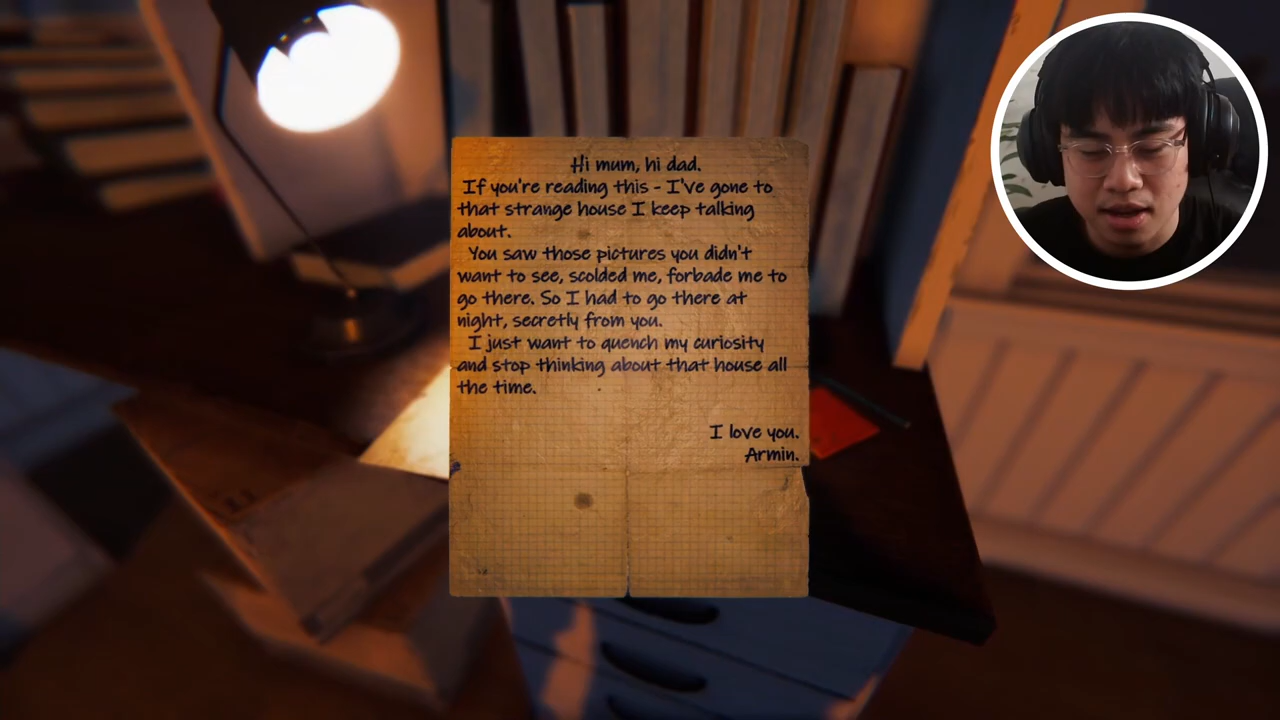 Hi mum, hi dad.
If you're reading this - I've gone to
that strange house I keep talking
about.
You saw those pictures you didn't
want to see, scolded me, forbade me to
go there. So I had to go there at
night, secretly from you.
I just want to quench my curiosity
and stop thinking about that house all
the time.
I love you.
Armin.